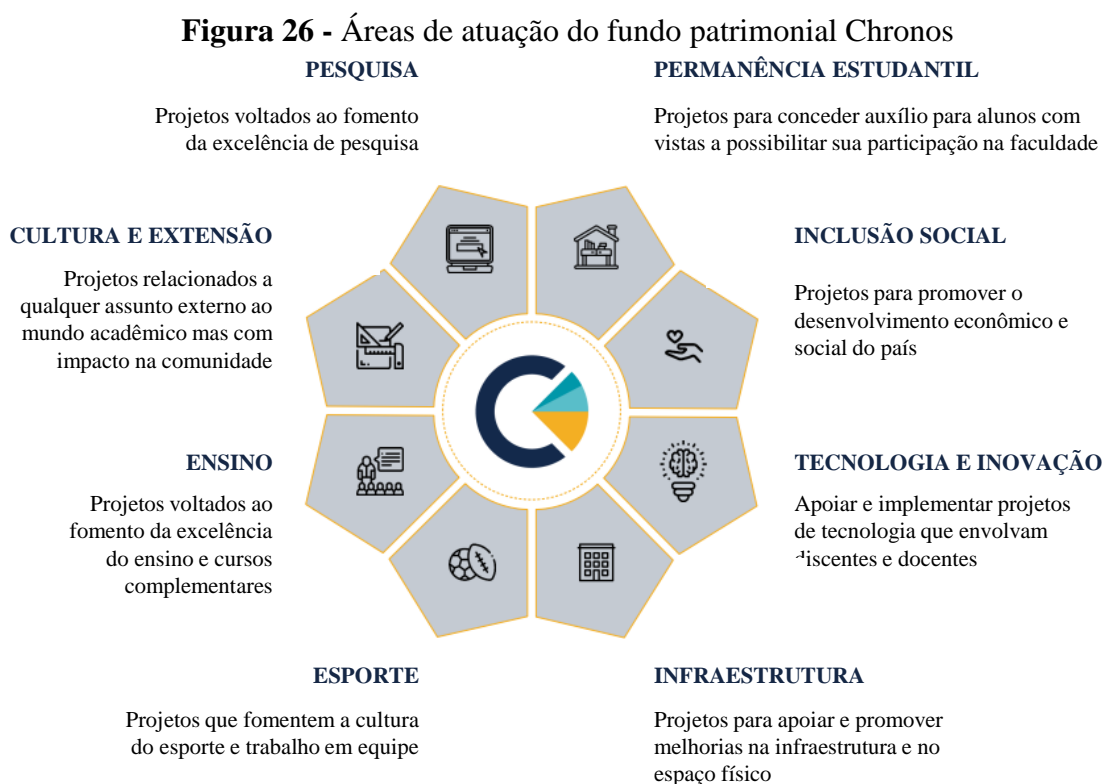 Figura 26 - Áreas de atuação do fundo patrimonial Chronos
PESQUISA
Projetos voltados ao fomento
da excelência de pesquisa
PERMANÊNCIA ESTUDANTIL
Projetos para conceder auxílio para alunos com
vistas a possibilitar sua participação na faculdade
CULTURA E EXTENSÃO
Projetos relacionados a
qualquer assunto externo ao
mundo acadêmico mas com
impacto na comunidade
INCLUSÃO SOCIAL
Projetos para promover o
desenvolvimento econômico e
social do país
ENSINO
Projetos voltados ao
fomento da excelência
do ensino e cursos
complementares
TECNOLOGIA E INOVAÇÃO
Apoiar e implementar projetos
de tecnologia que envolvam
discentes e docentes
ESPORTE
Projetos que fomentem a cultura
do esporte e trabalho em equipe
INFRAESTRUTURA
Projetos para apoiar e promover
melhorias na infraestrutura e no
espaço físico